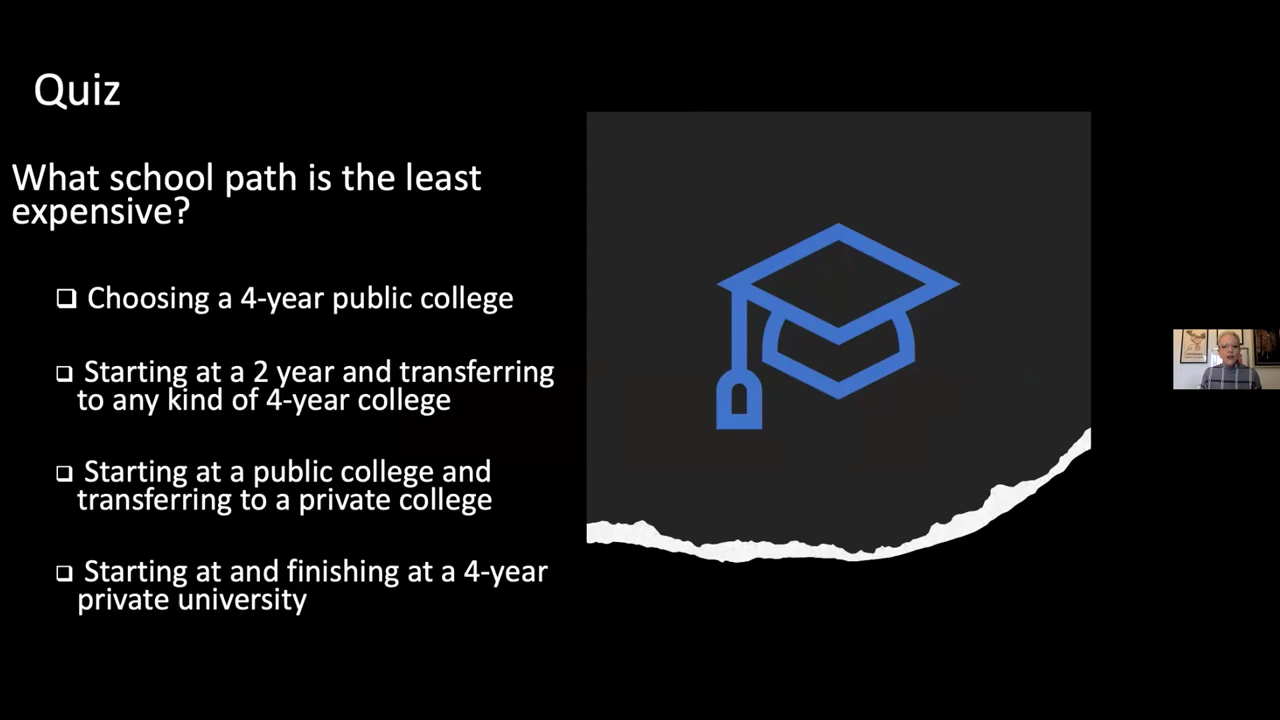 Quiz
What school path is the least
expensive?
Choosing a 4-year public college
Starting at a 2 year and transferring
to any kind of 4-year college
Starting at a public college and
transferring to a private college
Starting at and finishing at a 4-year
private university